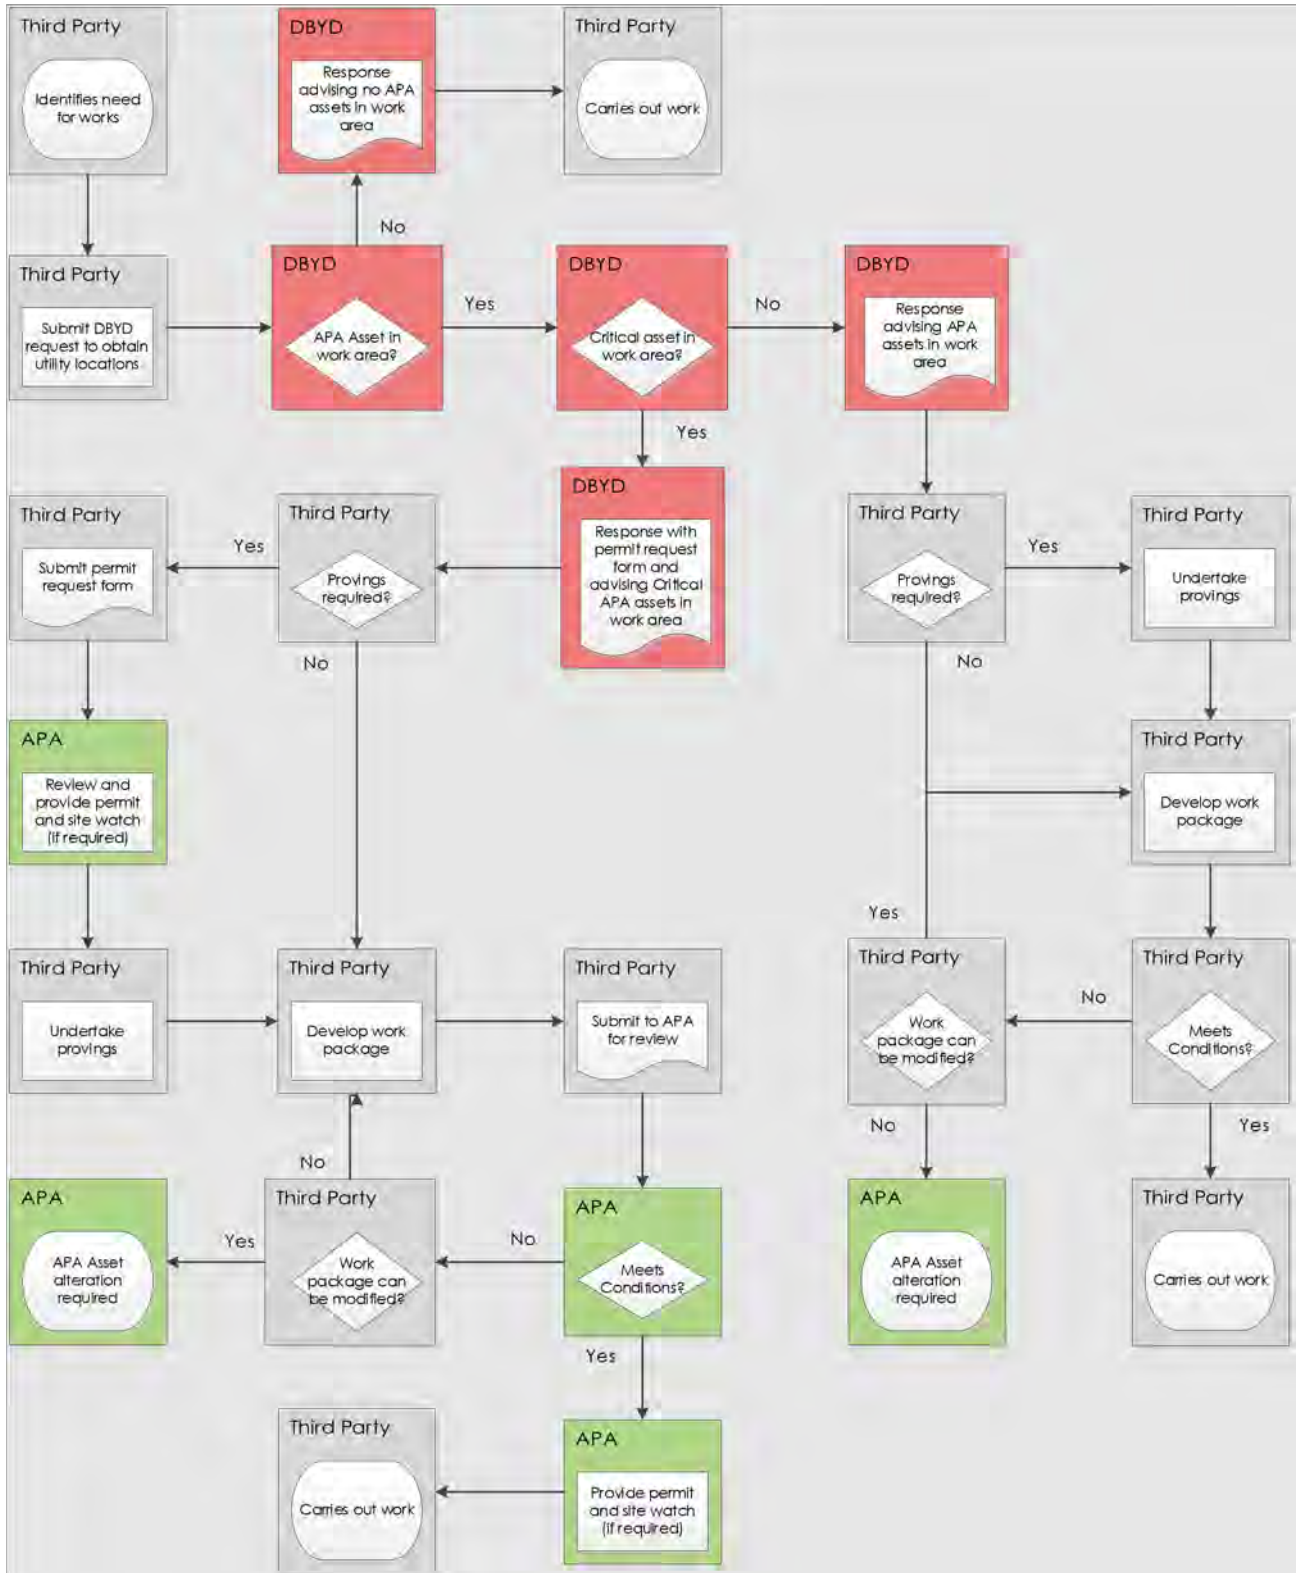 Third Party
Identifies need
for works
DBYD
Response
advising no APA
assets in work
area
Third Party
Carries out work
No
Third Party
Submit DBYD
request to obtain
utility locations
DBYD
APA Asset in
work area?
Yes
DBYD
Critical asset in
work area?
No
DBYD
Response
advising APA
assets in work
area
Yes
Third Party
Submit permit
request form
Yes
Third Party
Provings
required?
DBYD
Response with
permit request
form and
advising Critical
APA assets in
work area
Third Party
Provings
required?
Yes
Third Party
Undertake
provings
No
No
APA
Review and
provide permit
and site watch
(if required)
Third Party
Develop work
package
Yes
Third Party
Undertake
provings
Third Party
Develop work
package
Third Party
Submit to APA
for review
Third Party
Work
package can
be modified?
No
Third Party
Meets
Conditions?
No
Yes
No
APA
APA Asset
alteration
required
Yes
Third Party
Work
package can
be modified?
No
APA
Meets
Conditions?
APA
APA Asset
alteration
required
Third Party
Carries out work
Yes
Third Party
Carries out work
APA
Provide permit
and site watch
(if required)